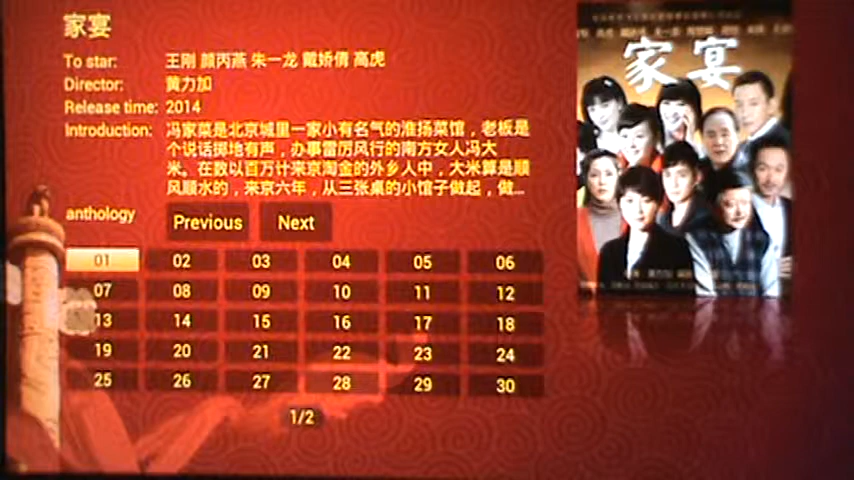 家宴
To star: 王刚 颜丙燕 朱一龙 戴娇倩 高虎
Director: 黄力加
Release time: 2014
Introduction: 冯家菜是北京城里一家小有名气的淮扬菜馆，老板是
个说话掷地有声，办事雷厉风行的南方女人冯大
米。在数以百万计来京淘金的外乡人中，大米算是顺
风顺水的，来京六年，从三张桌的小馆子做起，做...
anthology
Previous Next
01 02 03 04 05 06
07 08 09 10 11 12
13 14 15 16 17 18
19 20 21 22 23 24
25 26 27 28 29 30
1/2
家宴